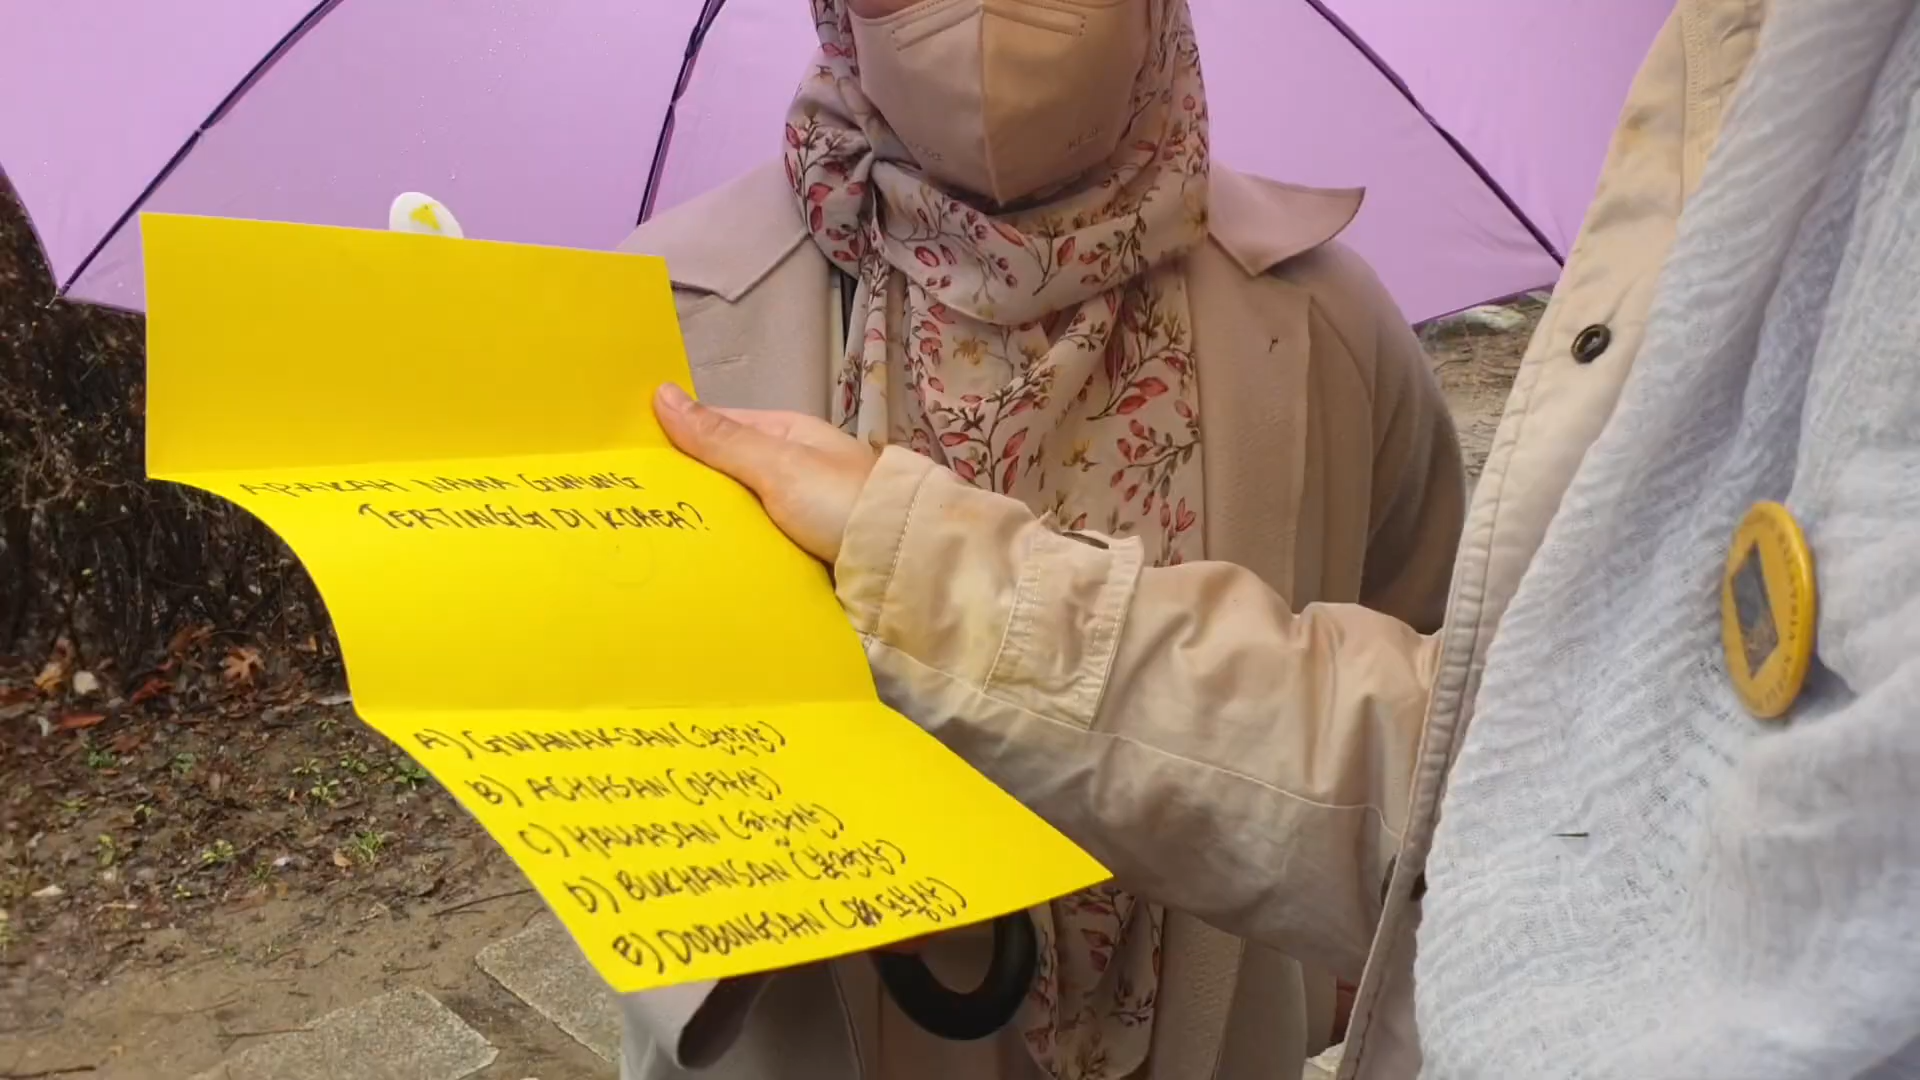 APAKAH NAMA GUNUNG
TERTINGGI DI KOREA?
A) GWANAKSAN (관악산)
B) ACHASAN (아차산)
C) HALLASAN (한라산)
D) BUKHANSAN (북한산)
E) DOBONGSAN (도봉산)